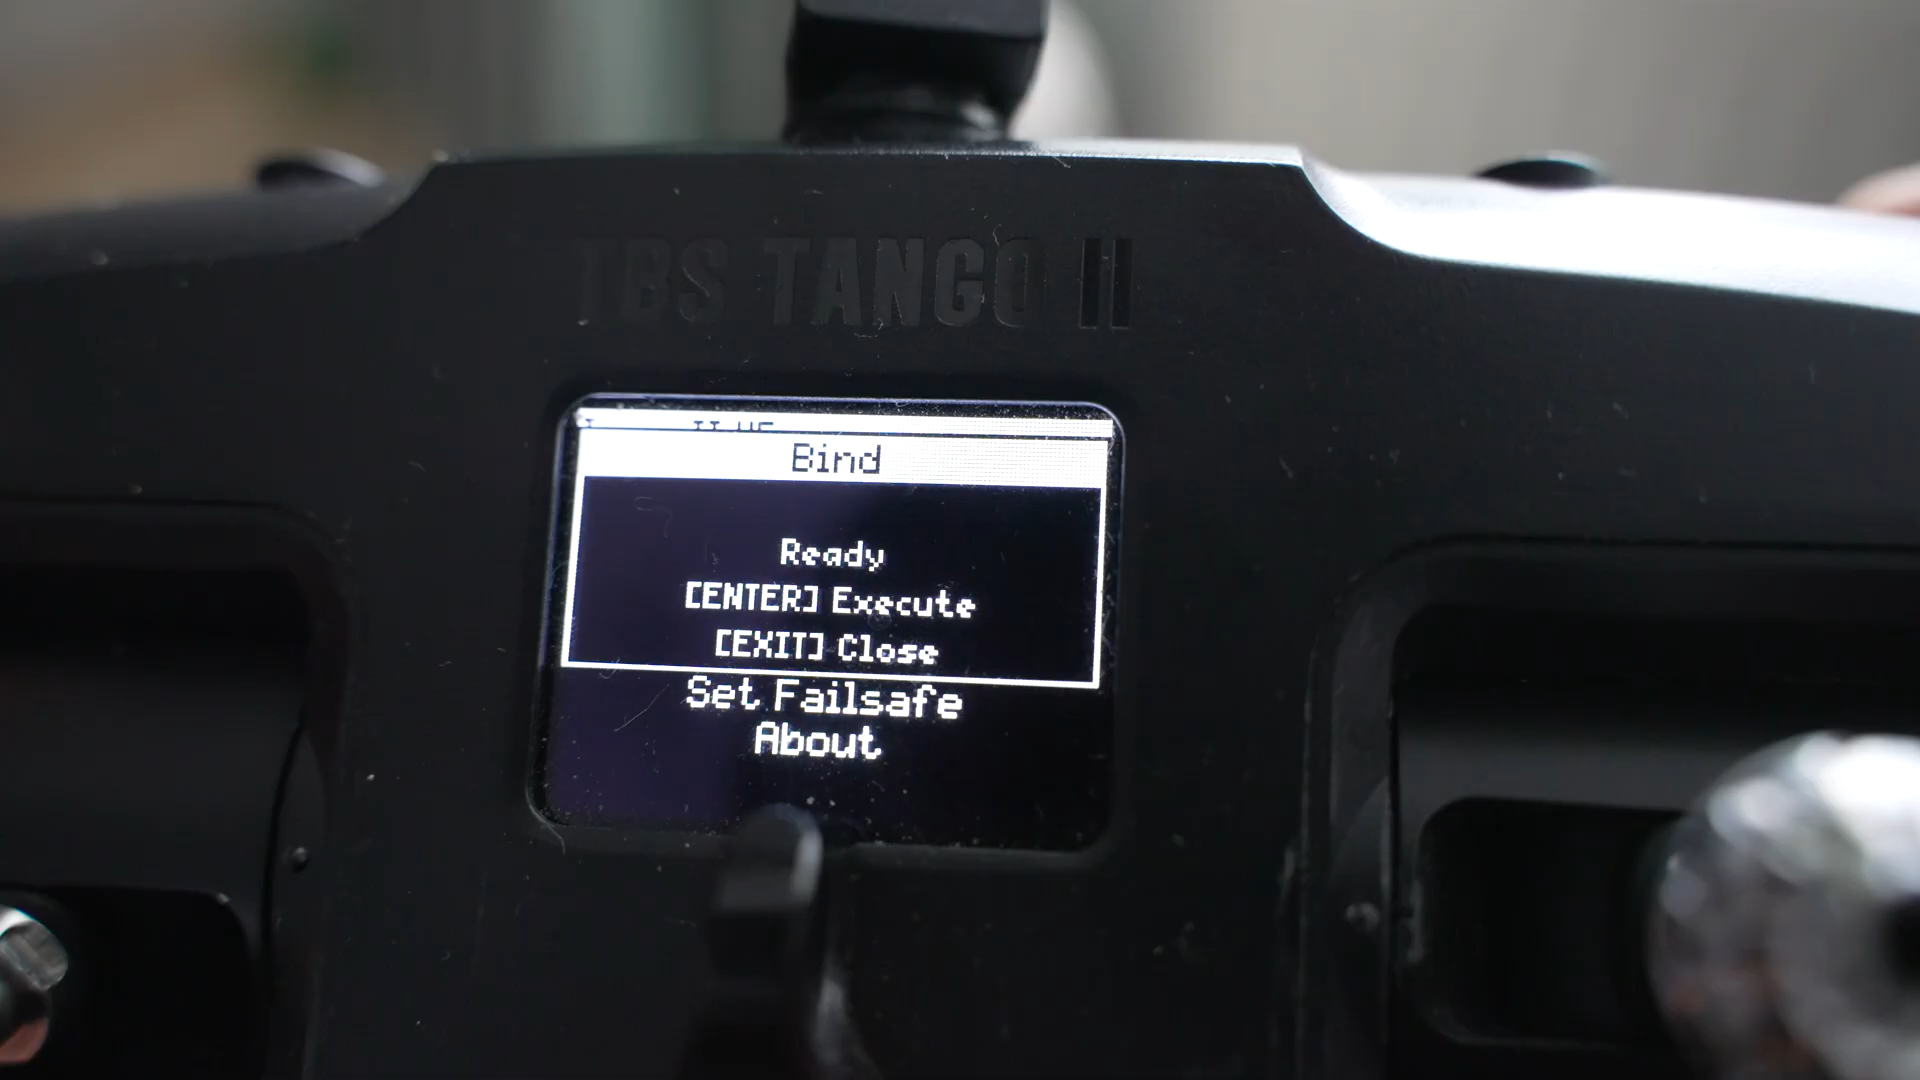 TBS TANGO II
Bind
Ready
[ENTER] Execute
[EXIT] Close
Set Failsafe
About